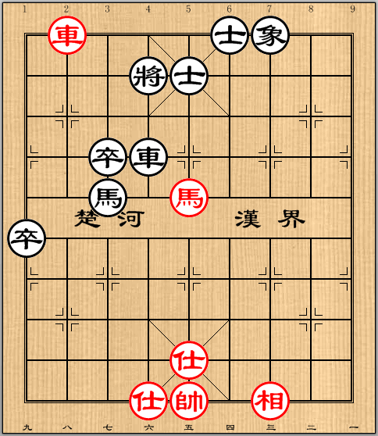 1 2 3 4 5 6 7 8 9
車 士 象
將 士
卒 車
馬 馬
楚 河 漢 界
卒
仕
仕 帥 相
九 八 七 六 五 四 三 二 一